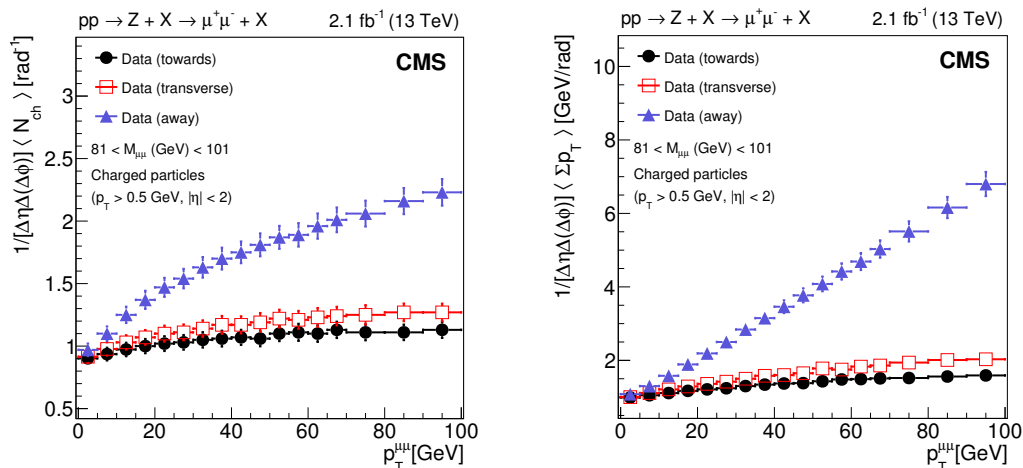 pp → Z + X → μ⁺μ⁻ + X 2.1 fb⁻¹ (13 TeV)
CMS
Data (towards)
Data (transverse)
Data (away)
81 < M_μμ (GeV) < 101
Charged particles
(p_T > 0.5 GeV, |η| < 2)
1/[ΔηΔ(Δϕ)] ⟨ N_ch ⟩ [rad⁻¹]
3
2.5
2
1.5
1
0.5
0 20 40 60 80 100
p_T^μμ [GeV]
pp → Z + X → μ⁺μ⁻ + X 2.1 fb⁻¹ (13 TeV)
CMS
Data (towards)
Data (transverse)
Data (away)
81 < M_μμ (GeV) < 101
Charged particles
(p_T > 0.5 GeV, |η| < 2)
1/[ΔηΔ(Δϕ)] ⟨ Σp_T ⟩ [GeV/rad]
10
8
6
4
2
0 20 40 60 80 100
p_T^μμ [GeV]